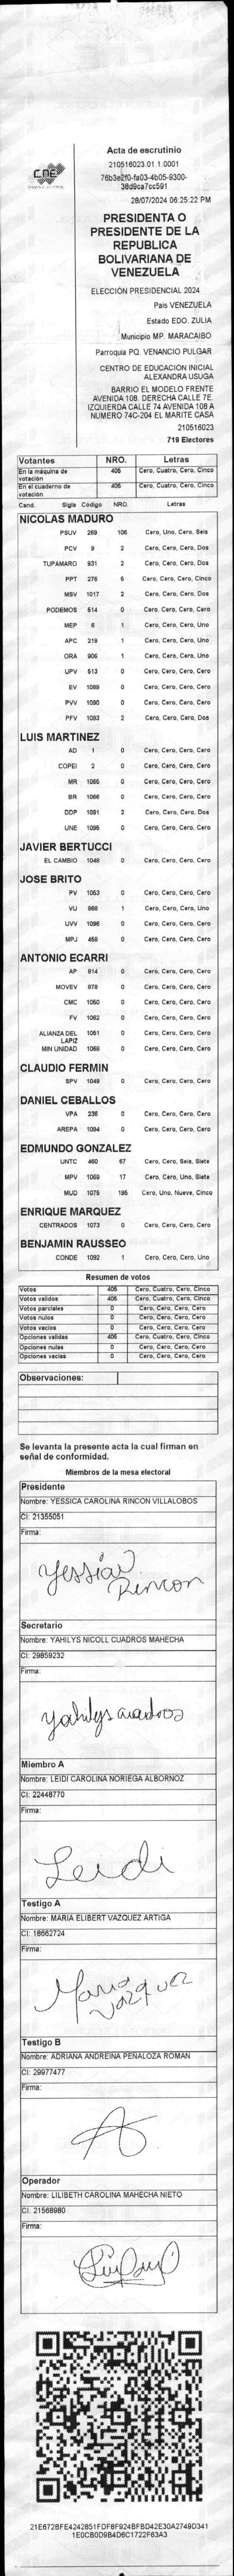 CNE
Acta de escrutinio
210516023.01.1.0001
76b3e2f0-fa03-4b05-9300-
38d9ca7cc591
28/07/2024 06:25:22 PM
PRESIDENTA O
PRESIDENTE DE LA
REPUBLICA
BOLIVARIANA DE
VENEZUELA
ELECCIÓN PRESIDENCIAL 2024
Pais VENEZUELA
Estado EDO. ZULIA
Municipio MP. MARACAIBO
Parroquia PQ. VENANCIO PULGAR
CENTRO DE EDUCACION INICIAL
ALEXANDRA USUGA
BARRIO EL MODELO FRENTE
AVENIDA 108. DERECHA CALLE 7E.
IZQUIERDA CALLE 74 AVENIDA 108 A
NUMERO 74C-204 EL MARITE CASA
210516023
719 Electores
Votantes NRO. Letras
En la máquina de votación 405 Cero, Cuatro, Cero, Cinco
En el cuaderno de votación 405 Cero, Cuatro, Cero, Cinco
Cand. Sigla Código NRO. Letras
NICOLAS MADURO
PSUV 269 106 Cero, Uno, Cero, Seis
PCV 9 2 Cero, Cero, Cero, Dos
TUPAMARO 931 2 Cero, Cero, Cero, Dos
PPT 276 5 Cero, Cero, Cero, Cinco
MSV 1017 2 Cero, Cero, Cero, Dos
PODEMOS 514 0 Cero, Cero, Cero, Cero
MEP 6 1 Cero, Cero, Cero, Uno
APC 219 1 Cero, Cero, Cero, Uno
ORA 906 1 Cero, Cero, Cero, Uno
UPV 513 0 Cero, Cero, Cero, Cero
EV 1089 0 Cero, Cero, Cero, Cero
PVV 1090 0 Cero, Cero, Cero, Cero
PFV 1093 2 Cero, Cero, Cero, Dos
LUIS MARTINEZ
AD 1 0 Cero, Cero, Cero, Cero
COPEI 2 0 Cero, Cero, Cero, Cero
MR 1065 0 Cero, Cero, Cero, Cero
BR 1066 0 Cero, Cero, Cero, Cero
DDP 1091 2 Cero, Cero, Cero, Dos
UNE 1095 0 Cero, Cero, Cero, Cero
JAVIER BERTUCCI
EL CAMBIO 1048 0 Cero, Cero, Cero, Cero
JOSE BRITO
PV 1053 0 Cero, Cero, Cero, Cero
VU 868 1 Cero, Cero, Cero, Uno
UVV 1096 0 Cero, Cero, Cero, Cero
MPJ 458 0 Cero, Cero, Cero, Cero
ANTONIO ECARRI
AP 914 0 Cero, Cero, Cero, Cero
MOVEV 878 0 Cero, Cero, Cero, Cero
CMC 1050 0 Cero, Cero, Cero, Cero
FV 1062 0 Cero, Cero, Cero, Cero
ALIANZA DEL LAPIZ 1051 0 Cero, Cero, Cero, Cero
MIN UNIDAD 1068 0 Cero, Cero, Cero, Cero
CLAUDIO FERMIN
SPV 1049 0 Cero, Cero, Cero, Cero
DANIEL CEBALLOS
VPA 236 0 Cero, Cero, Cero, Cero
AREPA 1094 0 Cero, Cero, Cero, Cero
EDMUNDO GONZALEZ
UNTC 460 67 Cero, Cero, Seis, Siete
MPV 1069 17 Cero, Cero, Uno, Siete
MUD 1075 195 Cero, Uno, Nueve, Cinco
ENRIQUE MARQUEZ
CENTRADOS 1073 0 Cero, Cero, Cero, Cero
BENJAMIN RAUSSEO
CONDE 1092 1 Cero, Cero, Cero, Uno
Resumen de votos
Votos 405 Cero, Cuatro, Cero, Cinco
Votos validos 405 Cero, Cuatro, Cero, Cinco
Votos parciales 0 Cero, Cero, Cero, Cero
Votos nulos 0 Cero, Cero, Cero, Cero
Votos vacios 0 Cero, Cero, Cero, Cero
Opciones validas 405 Cero, Cuatro, Cero, Cinco
Opciones nulas 0 Cero, Cero, Cero, Cero
Opciones vacias 0 Cero, Cero, Cero, Cero
Observaciones:
Se levanta la presente acta la cual firman en
señal de conformidad.
Miembros de la mesa electoral
Presidente
Nombre: YESSICA CAROLINA RINCON VILLALOBOS
CI: 21355051
Firma:
Yessica
Rincon
Secretario
Nombre: YAHILYS NICOLL CUADROS MAHECHA
CI: 29859232
Firma:
Yahilys cuadros
Miembro A
Nombre: LEIDI CAROLINA NORIEGA ALBORNOZ
CI: 22448770
Firma:
Leidi
Testigo A
Nombre: MARIA ELIBERT VAZQUEZ ARTIGA
CI: 18662724
Firma:
Maria
Vazquez
Testigo B
Nombre: ADRIANA ANDREINA PENALOZA ROMAN
CI: 29977477
Firma:
Operador
Nombre: LILIBETH CAROLINA MAHECHA NIETO
CI: 21568980
Firma:
21E672BFE4242851FDF8F924BFBD42E30A2749D341
1E0CB0D9B4D6C1722F63A3